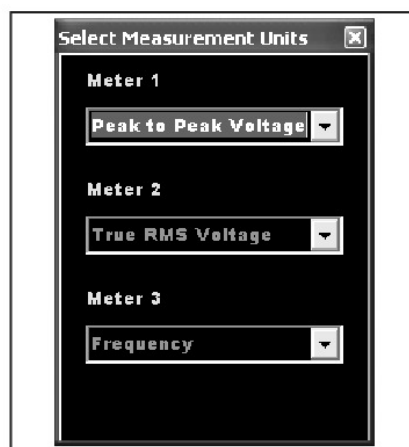 Select Measurement Units
Meter 1
Peak to Peak Voltage
Meter 2
True RMS Voltage
Meter 3
Frequency